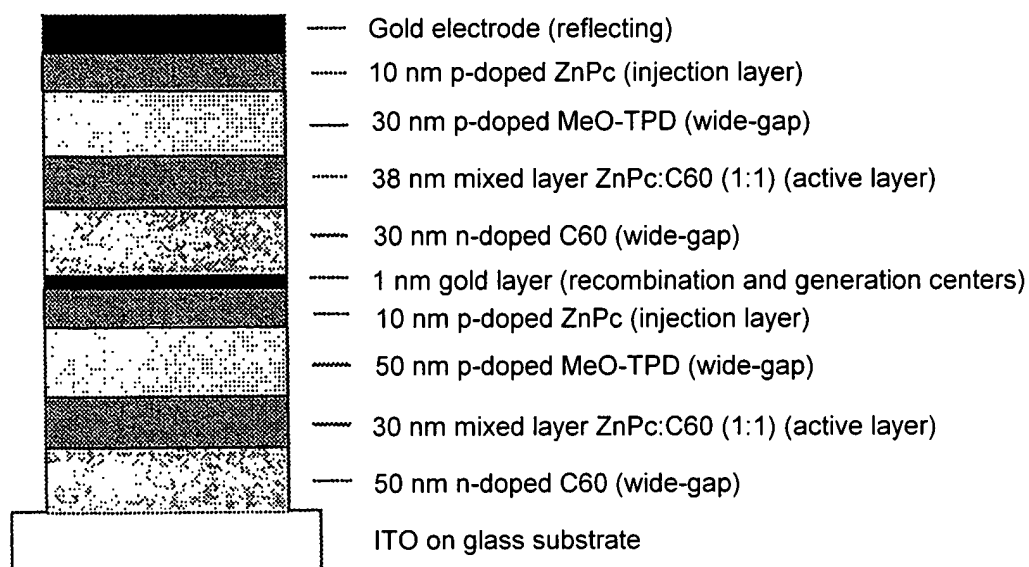 Gold electrode (reflecting)
10 nm p-doped ZnPc (injection layer)
30 nm p-doped MeO-TPD (wide-gap)
38 nm mixed layer ZnPc:C60 (1:1) (active layer)
30 nm n-doped C60 (wide-gap)
1 nm gold layer (recombination and generation centers)
10 nm p-doped ZnPc (injection layer)
50 nm p-doped MeO-TPD (wide-gap)
30 nm mixed layer ZnPc:C60 (1:1) (active layer)
50 nm n-doped C60 (wide-gap)
ITO on glass substrate